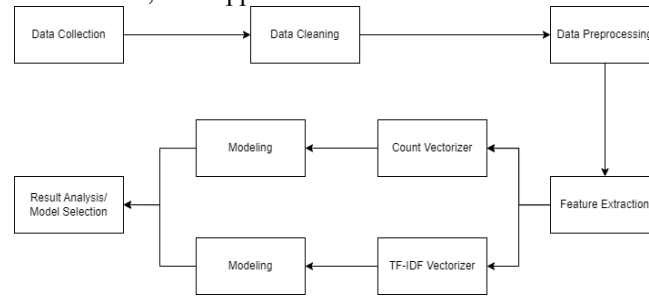 Data Collection
Data Cleaning
Data Preprocessing
Modeling
Count Vectorizer
Result Analysis/
Model Selection
Feature Extraction
Modeling
TF-IDF Vectorizer